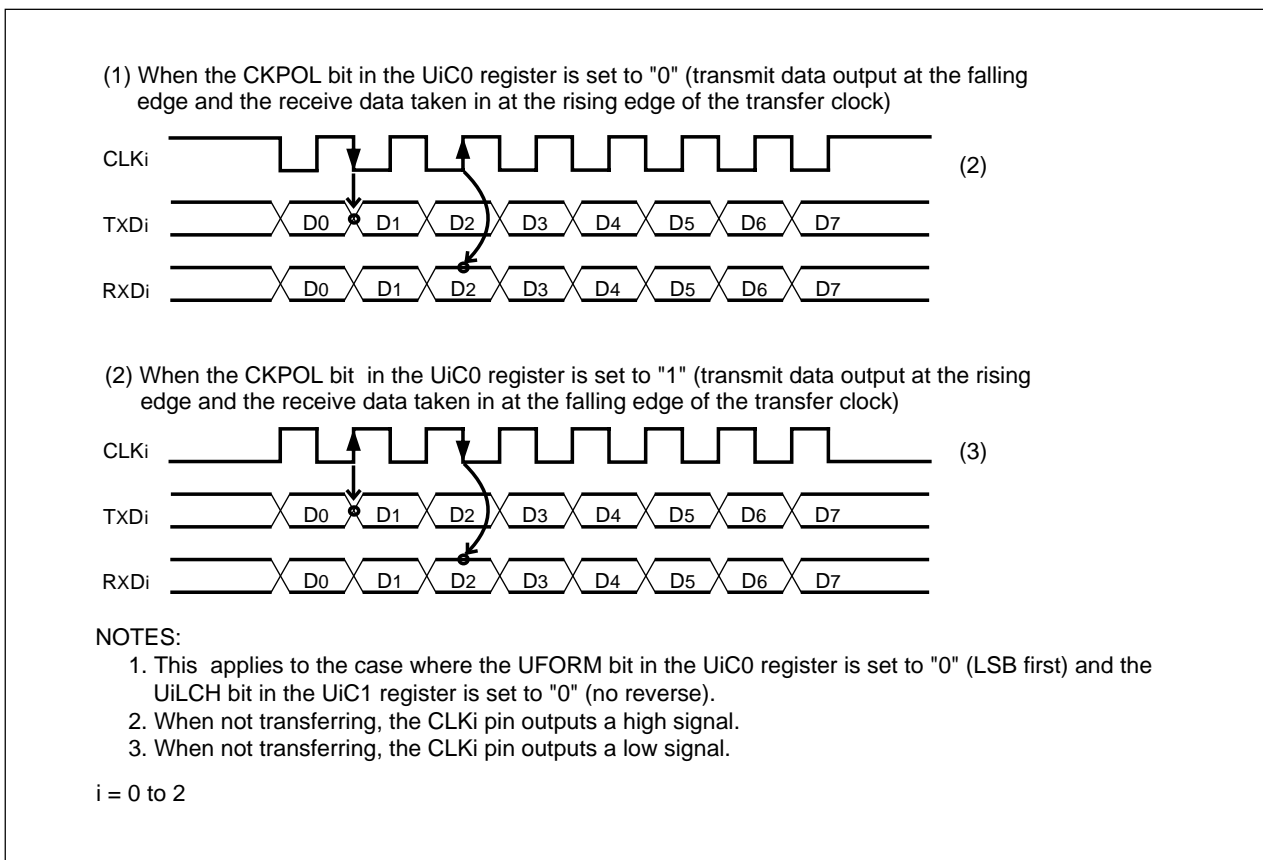 (1) When the CKPOL bit in the UiC0 register is set to "0" (transmit data output at the falling
edge and the receive data taken in at the rising edge of the transfer clock)
CLKi
(2)
TXDi
D0 D1 D2 D3 D4 D5 D6 D7
RXDi
D0 D1 D2 D3 D4 D5 D6 D7
(2) When the CKPOL bit in the UiC0 register is set to "1" (transmit data output at the rising
edge and the receive data taken in at the falling edge of the transfer clock)
CLKi
(3)
TXDi
D0 D1 D2 D3 D4 D5 D6 D7
RXDi
D0 D1 D2 D3 D4 D5 D6 D7
NOTES:
1. This applies to the case where the UFORM bit in the UiC0 register is set to "0" (LSB first) and the
UiLCH bit in the UiC1 register is set to "0" (no reverse).
2. When not transferring, the CLKi pin outputs a high signal.
3. When not transferring, the CLKi pin outputs a low signal.
i = 0 to 2